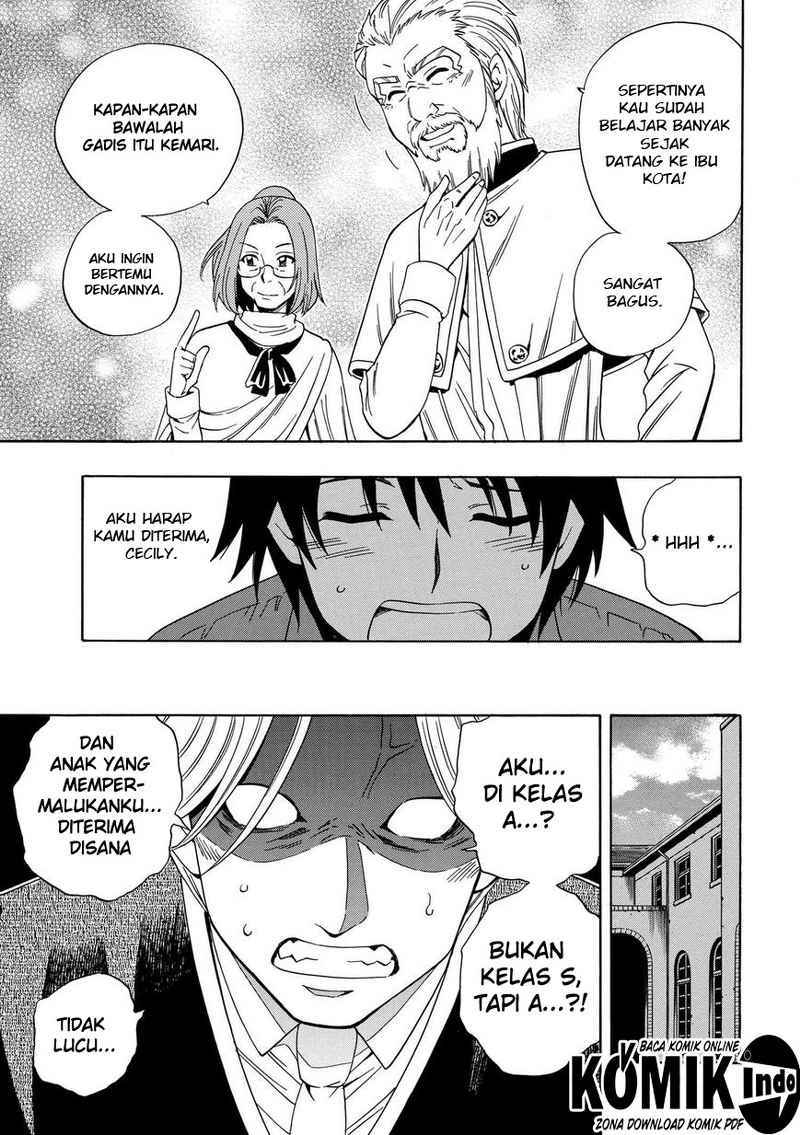 SEPERTINYA
KAU SUDAH
BELAJAR BANYAK
SEJAK
DATANG KE IBU
KOTA!
SANGAT
BAGUS.
KAPAN-KAPAN
BAWALAH
GADIS ITU KEMARI.
AKU INGIN
BERTEMU
DENGANNYA.
* HHH *...
AKU HARAP
KAMU DITERIMA,
CECILY.
AKU...
DI KELAS
A...?
BUKAN
KELAS S,
TAPI A...?!
DAN
ANAK YANG
MEMPER-
MALUKANKU...
DITERIMA
DISANA
TIDAK
LUCU...
BACA KOMIK ONLINE
KOMIK Indo
ZONA DOWNLOAD KOMIK PDF